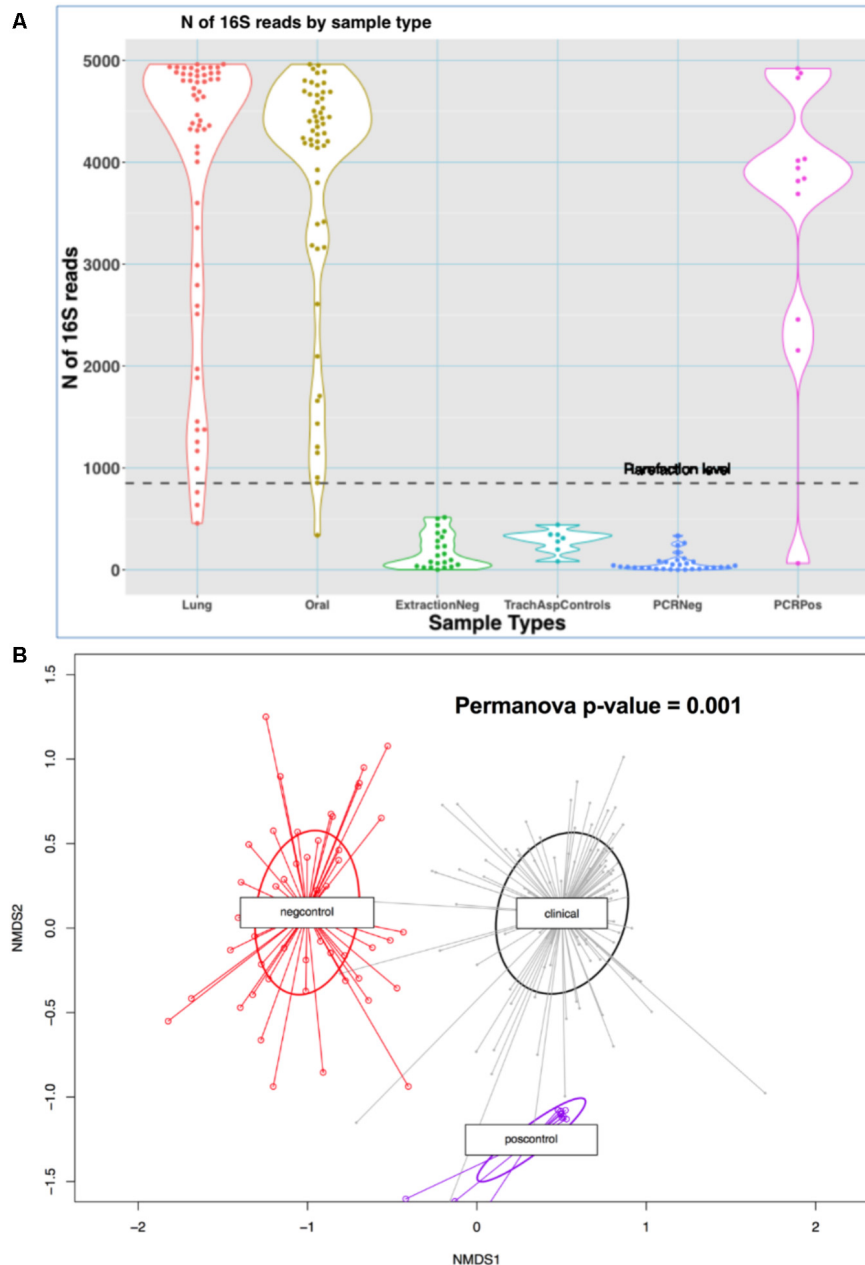 A
N of 16S reads by sample type
N of 16S reads
5000
4000
3000
2000
1000
0
Rarefaction level
Lung
Oral
ExtractionNeg
TrachAspControls
PCRNeg
PCRPos
Sample Types
B
Permanova p-value = 0.001
NMDS2
1.5
1.0
0.5
0.0
−0.5
−1.0
−1.5
negcontrol
clinical
poscontrol
−2
−1
0
1
2
NMDS1